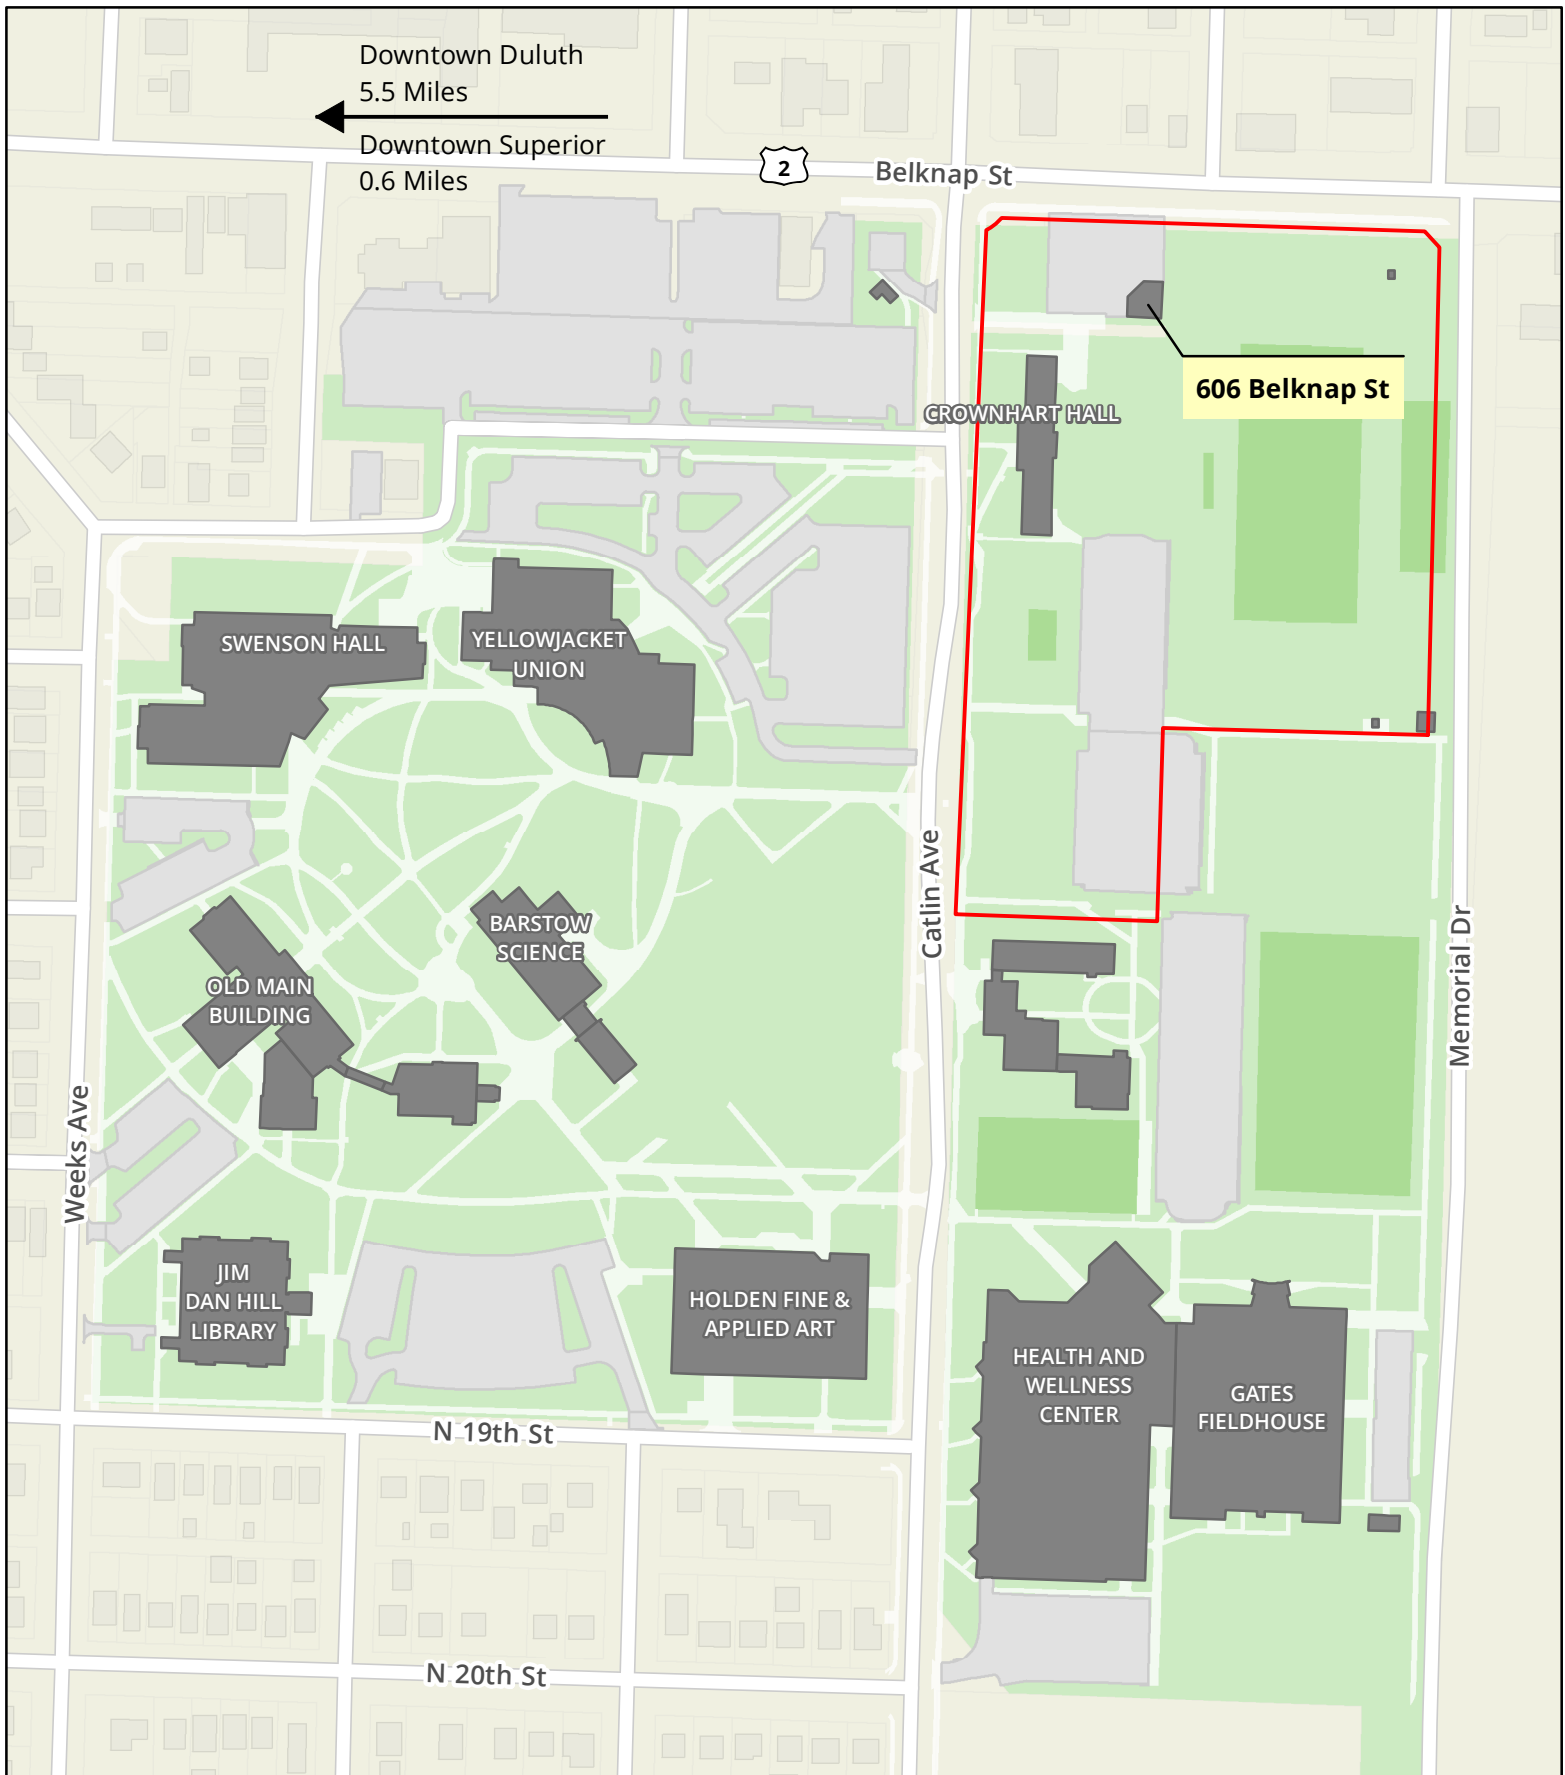 Downtown Duluth
5.5 Miles
Downtown Superior
0.6 Miles
2
Belknap St
606 Belknap St
CROWNHART HALL
SWENSON HALL
YELLOWJACKET
UNION
Catlin Ave
BARSTOW
SCIENCE
Memorial Dr
OLD MAIN
BUILDING
Weeks Ave
JIM
DAN HILL
LIBRARY
HOLDEN FINE &
APPLIED ART
HEALTH AND
WELLNESS
CENTER
GATES
FIELDHOUSE
N 19th St
N 20th St